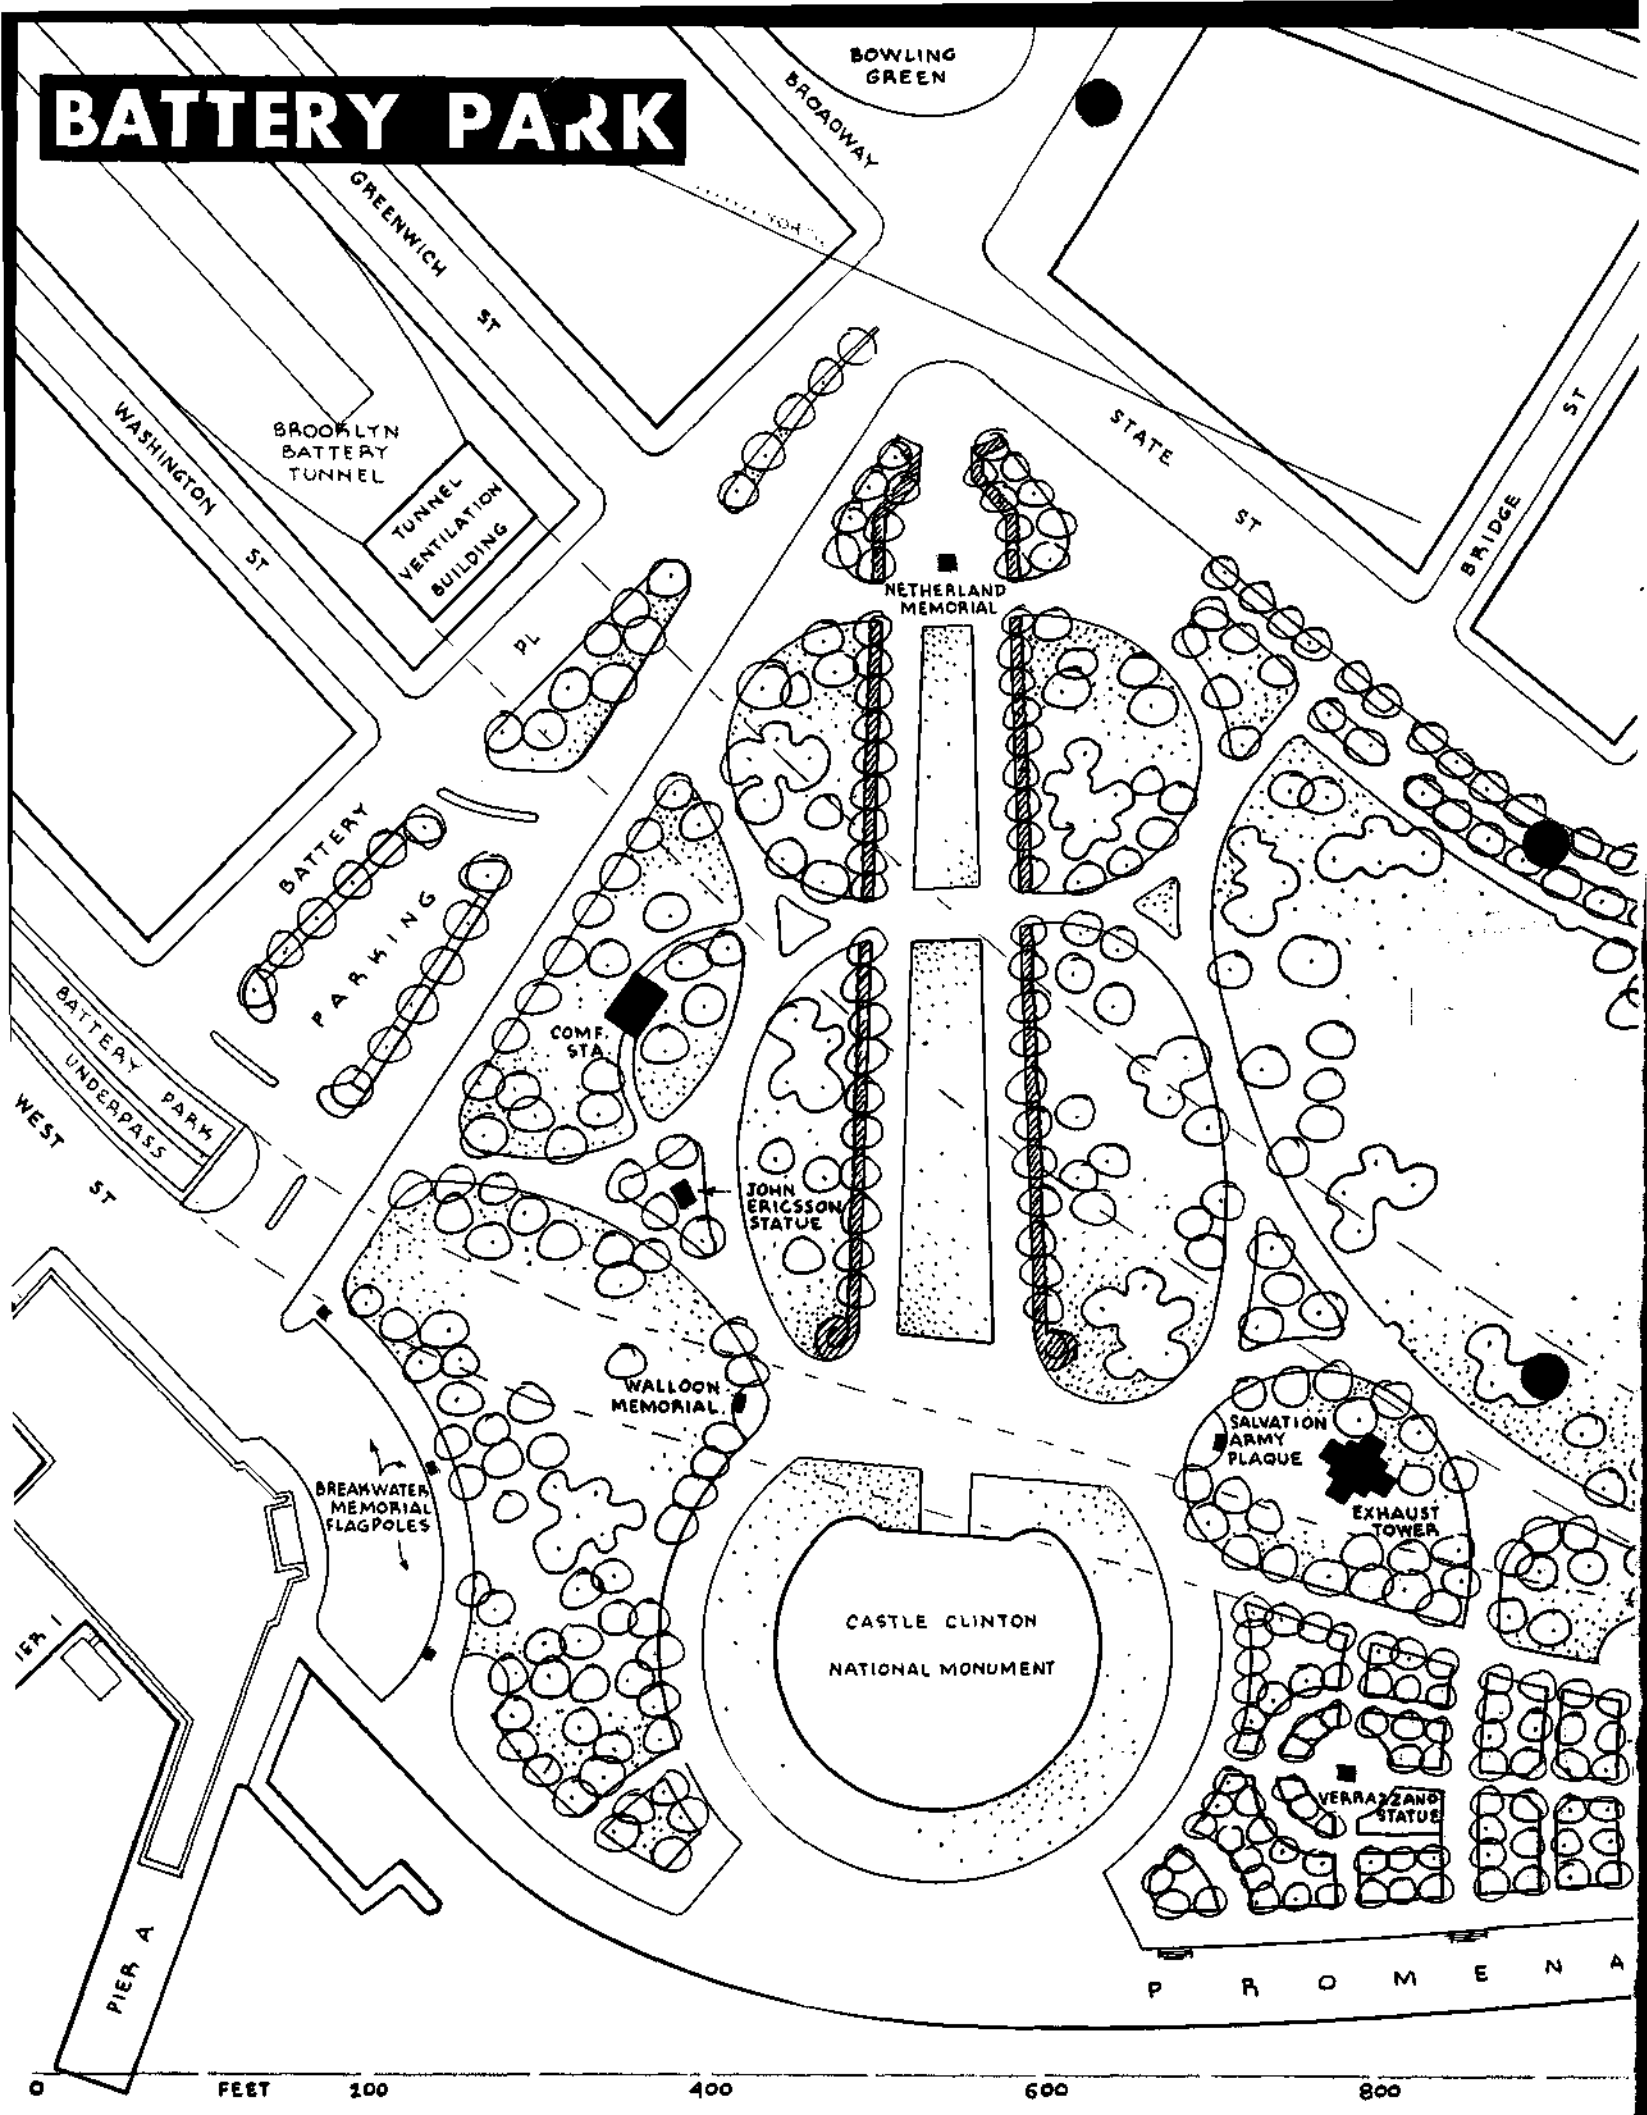 BOWLING
GREEN
BATTERY PARK
BROADWAY
GREENWICH
ST
WASHINGTON
ST
BROOKLYN
BATTERY
TUNNEL
TUNNEL
VENTILATION
BUILDING
STATE
ST
BRIDGE
ST
NETHERLAND
MEMORIAL
BATTERY
PL
PARKING
BATTERY PARK
UNDERPASS
WEST
ST
COMF.
STA.
JOHN
ERICSSON
STATUE
WALLOON
MEMORIAL.
SALVATION
ARMY
PLAQUE
EXHAUST
TOWER
BREAKWATER
MEMORIAL
FLAGPOLES
CASTLE CLINTON
NATIONAL MONUMENT
IER 1
VERRAZZANO
STATUE
PIER A
PROMENA
0 FEET 200 400 600 800